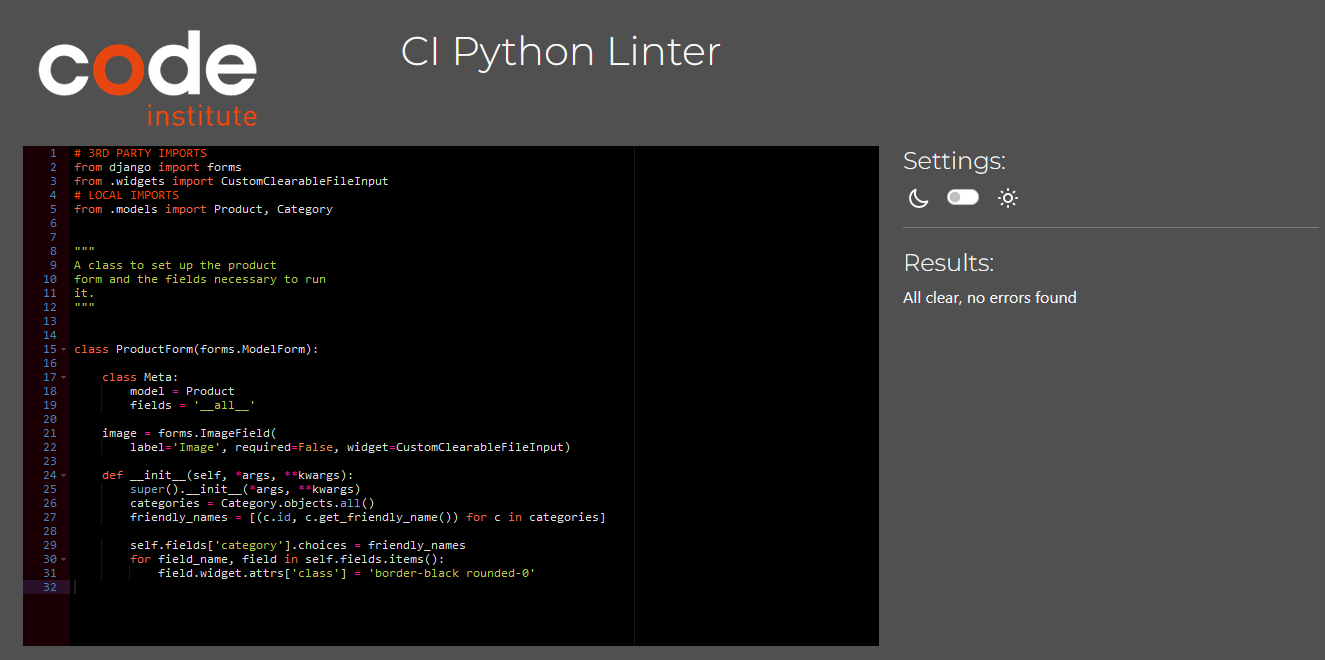 code
institute
CI Python Linter
1 # 3RD PARTY IMPORTS
2 from django import forms
3 from .widgets import CustomClearableFileInput
4 # LOCAL IMPORTS
5 from .models import Product, Category
6
7
8 """
9 A class to set up the product
10 form and the fields necessary to run
11 it.
12 """
13
14
15 class ProductForm(forms.ModelForm):
16
17     class Meta:
18         model = Product
19         fields = '__all__'
20
21     image = forms.ImageField(
22         label='Image', required=False, widget=CustomClearableFileInput)
23
24     def __init__(self, *args, **kwargs):
25         super().__init__(*args, **kwargs)
26         categories = Category.objects.all()
27         friendly_names = [(c.id, c.get_friendly_name()) for c in categories]
28
29         self.fields['category'].choices = friendly_names
30         for field_name, field in self.fields.items():
31             field.widget.attrs['class'] = 'border-black rounded-0'
32
Settings:
Results:
All clear, no errors found